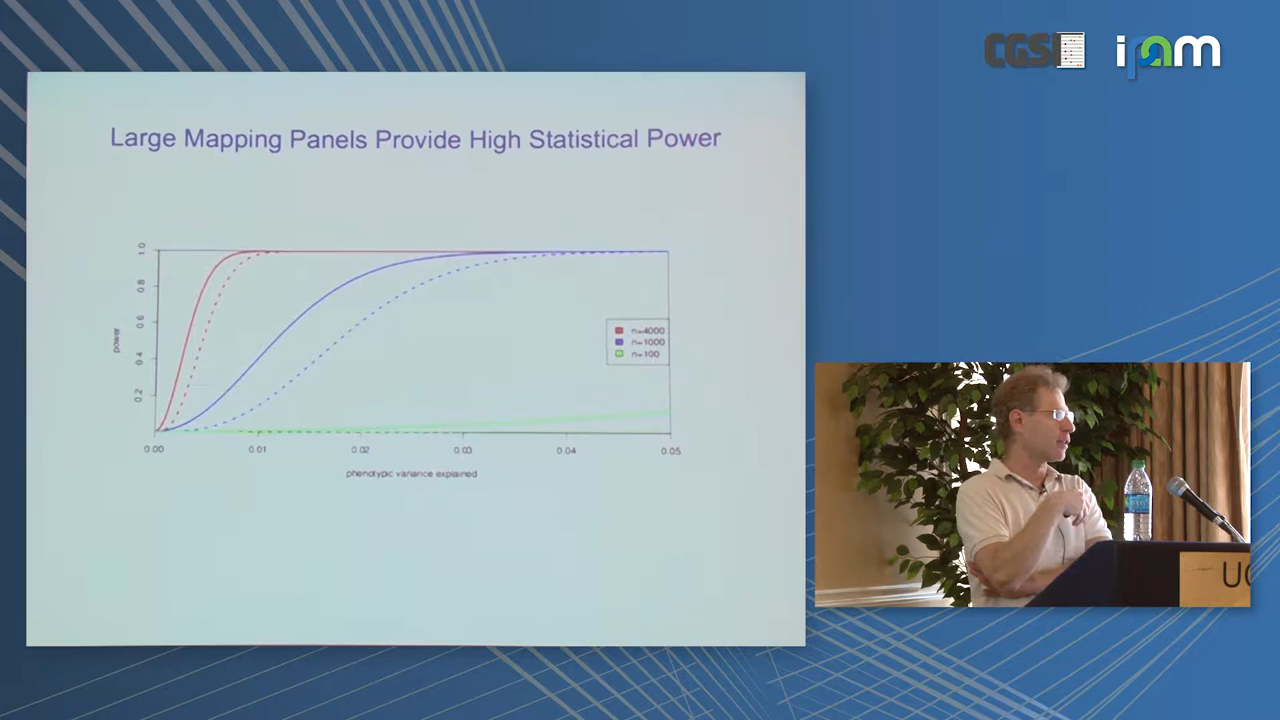 CGSI
ipam
Large Mapping Panels Provide High Statistical Power
1.0
0.8
0.6
0.4
0.2
power
n=4000
n=1000
n=100
0.00
0.01
0.02
0.03
0.04
0.05
phenotypic variance explained
UC